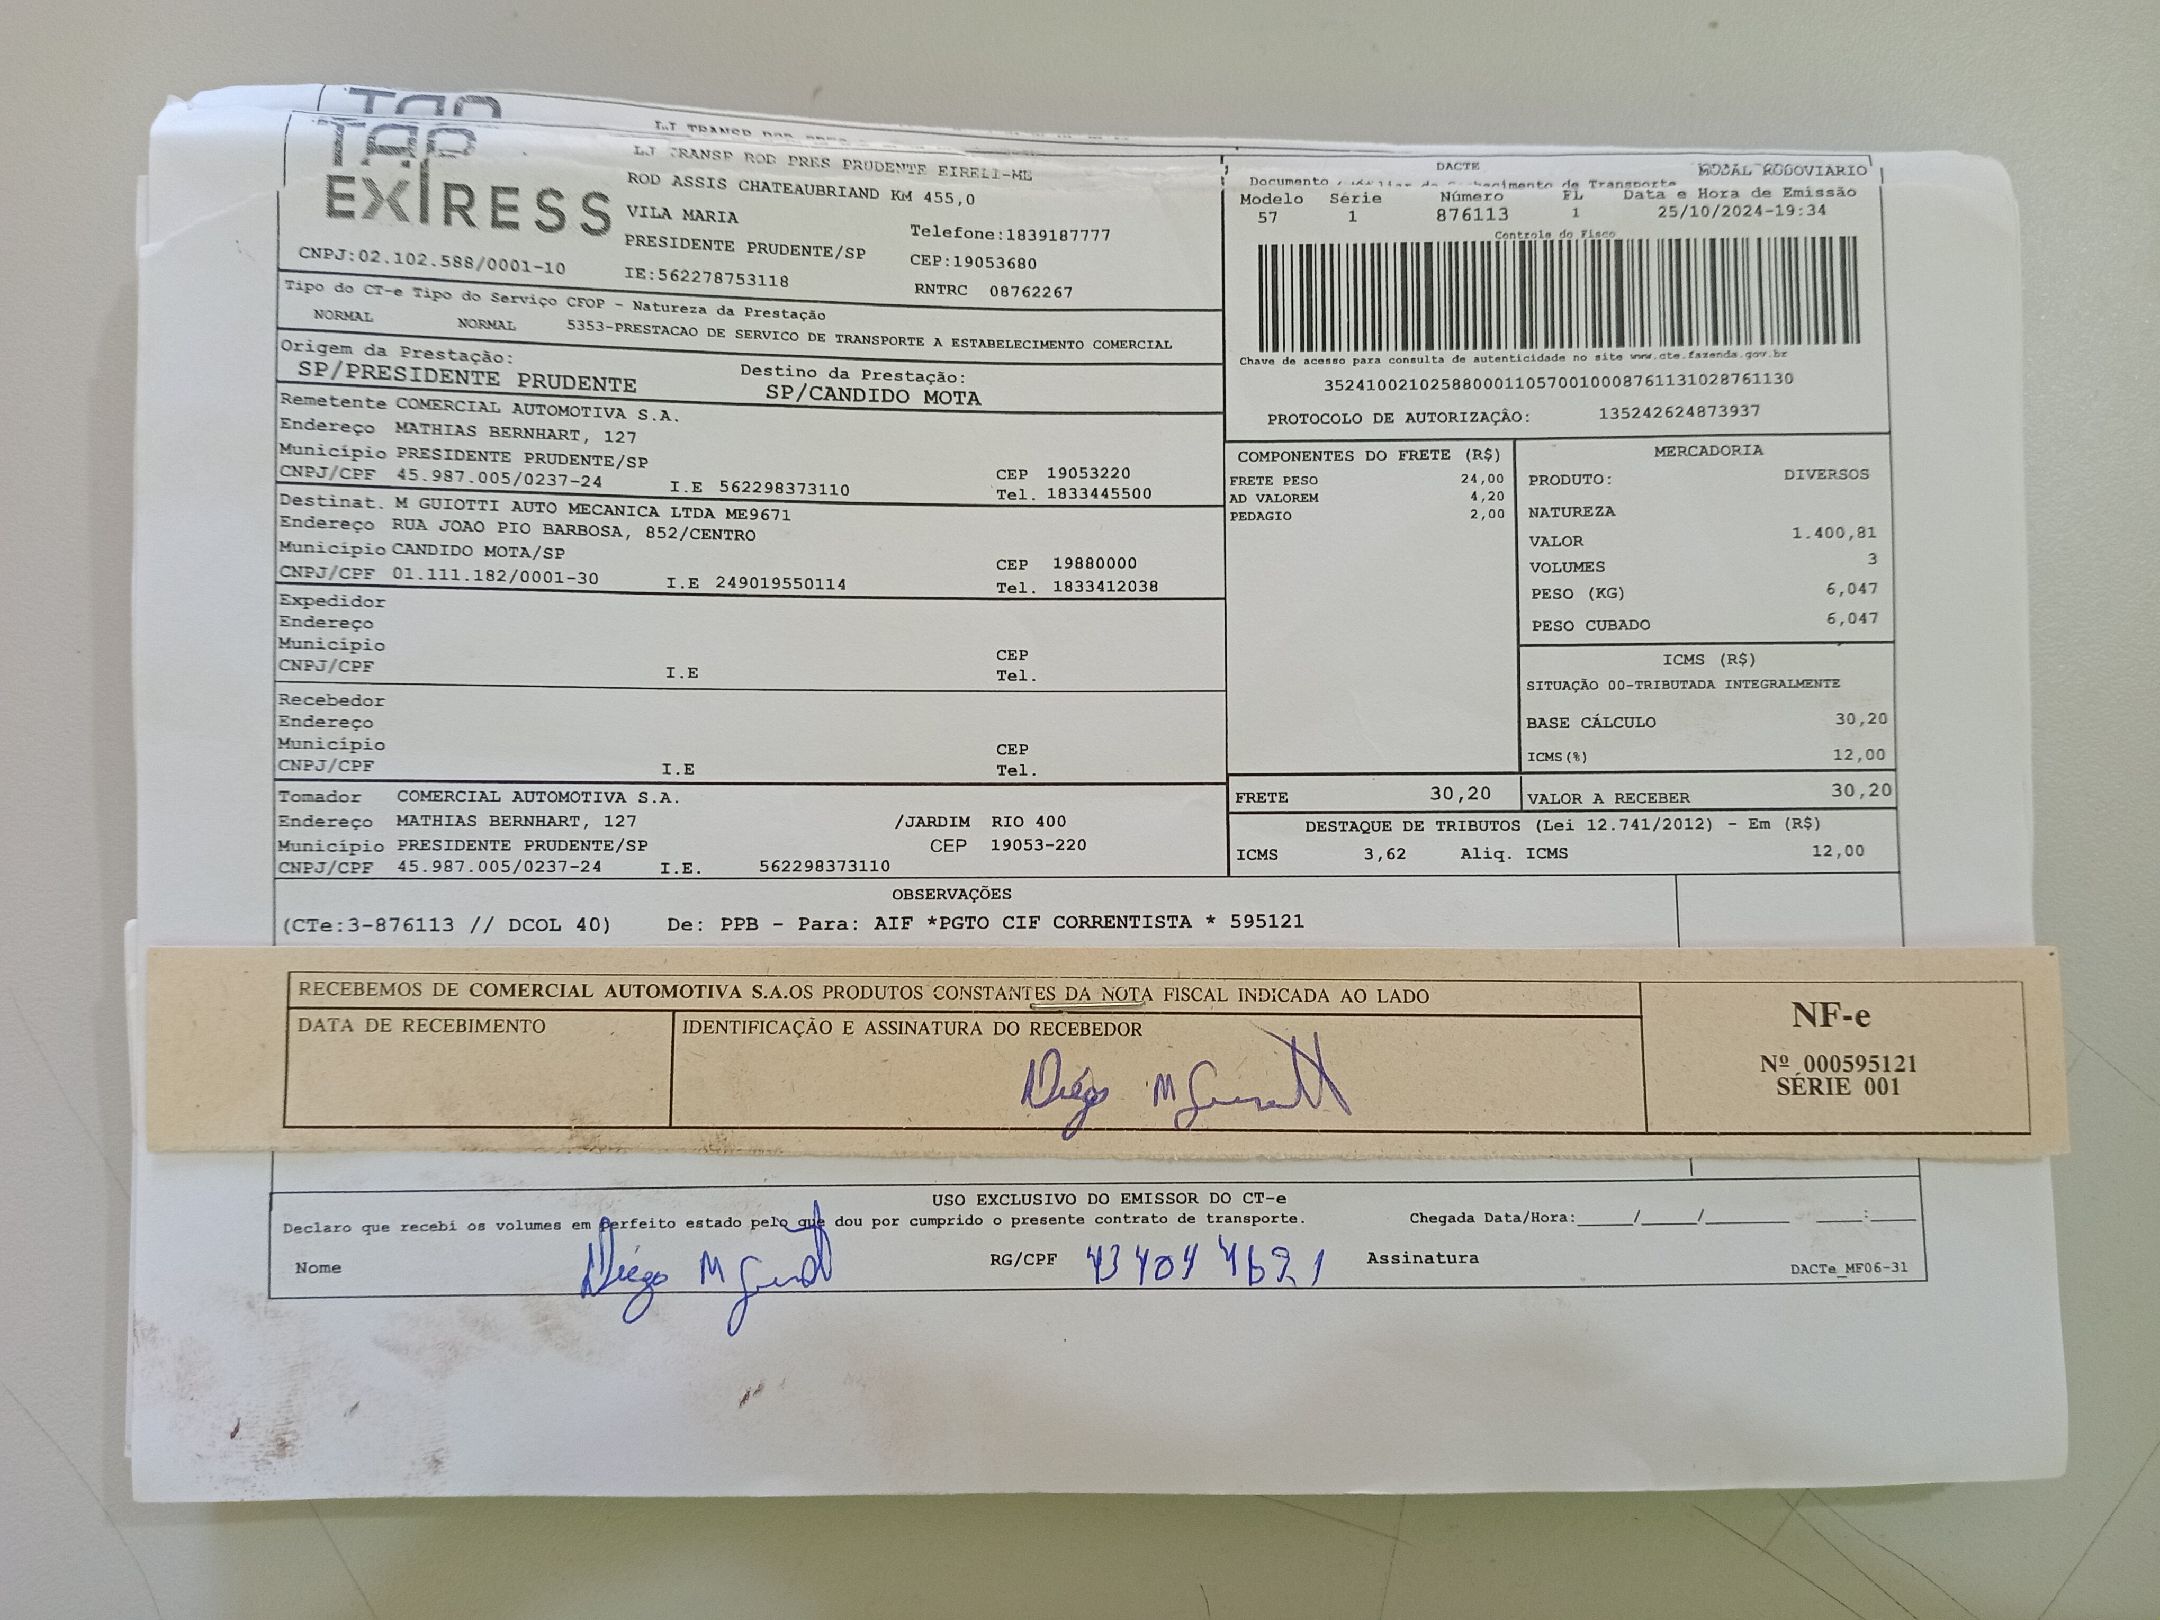 TAP
LJ TRANSP ROD
TAP
EXPRESS
LJ TRANSP ROD PRES PRUDENTE EIRELI-ME
ROD ASSIS CHATEAUBRIAND KM 455,0
VILA MARIA
Telefone:1839187777
PRESIDENTE PRUDENTE/SP
CEP:19053680
CNPJ:02.102.588/0001-10
IE:562278753118
RNTRC 08762267
DACTE
MODAL RODOVIARIO
Documento Auxiliar do Conhecimento de Transporte
Modelo Série Número FL Data e Hora de Emissão
57 1 876113 1 25/10/2024-19:34
Controle do Fisco
Chave de acesso para consulta de autenticidade no site www.cte.fazenda.gov.br
35241002102588000110570010008761131028761130
PROTOCOLO DE AUTORIZAÇÃO: 135242624873937
Tipo do CT-e Tipo do Serviço CFOP - Natureza da Prestação
NORMAL NORMAL 5353-PRESTACAO DE SERVICO DE TRANSPORTE A ESTABELECIMENTO COMERCIAL
Origem da Prestação: Destino da Prestação:
SP/PRESIDENTE PRUDENTE SP/CANDIDO MOTA
Remetente COMERCIAL AUTOMOTIVA S.A.
Endereço MATHIAS BERNHART, 127
Município PRESIDENTE PRUDENTE/SP CEP 19053220
CNPJ/CPF 45.987.005/0237-24 I.E 562298373110 Tel. 1833445500
Destinat. M GUIOTTI AUTO MECANICA LTDA ME9671
Endereço RUA JOAO PIO BARBOSA, 852/CENTRO
Município CANDIDO MOTA/SP CEP 19880000
CNPJ/CPF 01.111.182/0001-30 I.E 249019550114 Tel. 1833412038
Expedidor
Endereço
Município CEP
CNPJ/CPF I.E Tel.
Recebedor
Endereço
Município CEP
CNPJ/CPF I.E Tel.
Tomador COMERCIAL AUTOMOTIVA S.A.
Endereço MATHIAS BERNHART, 127 /JARDIM RIO 400
Município PRESIDENTE PRUDENTE/SP CEP 19053-220
CNPJ/CPF 45.987.005/0237-24 I.E. 562298373110
COMPONENTES DO FRETE (R$)
FRETE PESO 24,00
AD VALOREM 4,20
PEDAGIO 2,00
MERCADORIA
PRODUTO: DIVERSOS
NATUREZA
VALOR 1.400,81
VOLUMES 3
PESO (KG) 6,047
PESO CUBADO 6,047
ICMS (R$)
SITUAÇÃO 00-TRIBUTADA INTEGRALMENTE
BASE CÁLCULO 30,20
ICMS(%) 12,00
FRETE 30,20 VALOR A RECEBER 30,20
DESTAQUE DE TRIBUTOS (Lei 12.741/2012) - Em (R$)
ICMS 3,62 Aliq. ICMS 12,00
OBSERVAÇÕES
(CTe:3-876113 // DCOL 40) De: PPB - Para: AIF *PGTO CIF CORRENTISTA * 595121
RECEBEMOS DE COMERCIAL AUTOMOTIVA S.A.OS PRODUTOS CONSTANTES DA NOTA FISCAL INDICADA AO LADO
DATA DE RECEBIMENTO IDENTIFICAÇÃO E ASSINATURA DO RECEBEDOR
Diégo M
NF-e
Nº 000595121
SÉRIE 001
USO EXCLUSIVO DO EMISSOR DO CT-e
Declaro que recebi os volumes em perfeito estado pelo que dou por cumprido o presente contrato de transporte. Chegada Data/Hora:_____/_____/________ ____:____
Nome Diégo M RG/CPF Assinatura
DACTe_MF06-31